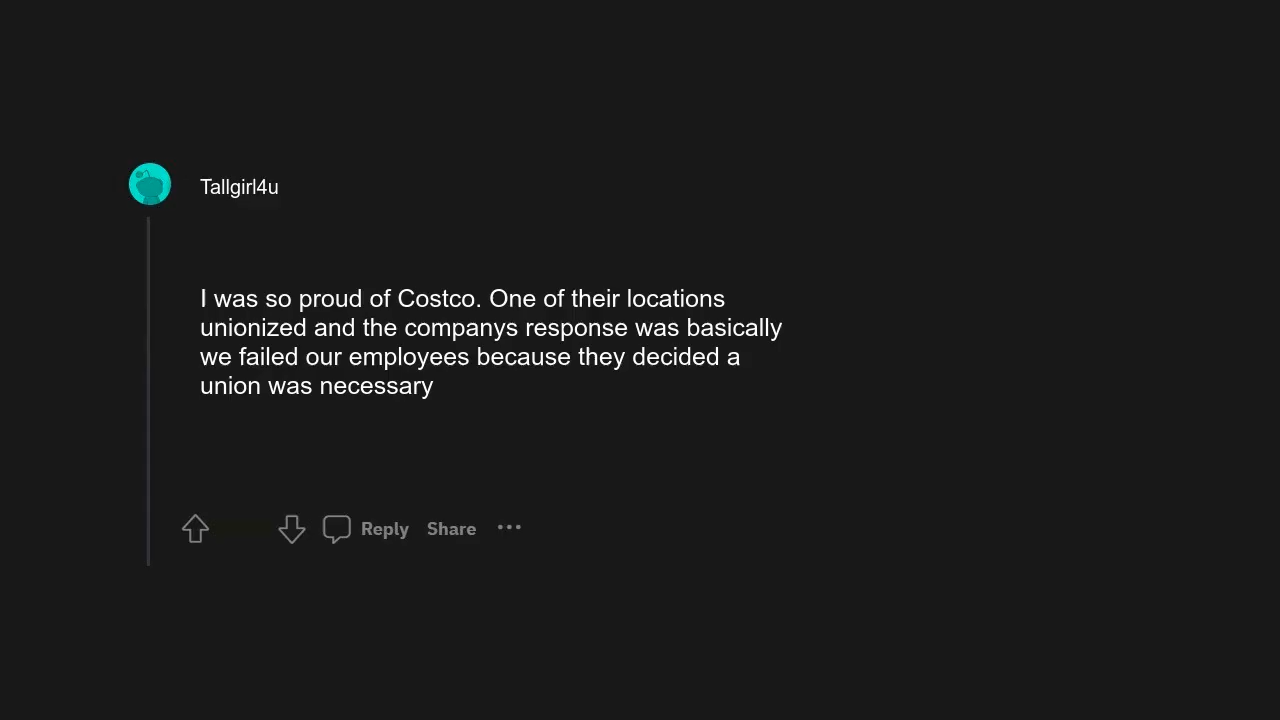 Tallgirl4u
I was so proud of Costco. One of their locations
unionized and the companys response was basically
we failed our employees because they decided a
union was necessary
Reply Share